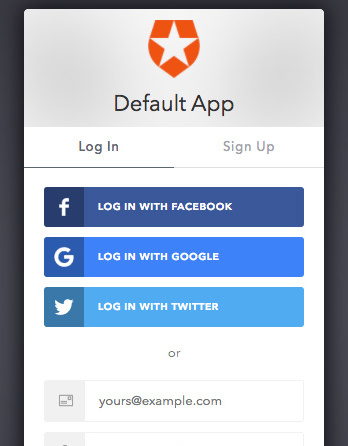 Default App
Log In
Sign Up
LOG IN WITH FACEBOOK
LOG IN WITH GOOGLE
LOG IN WITH TWITTER
or
yours@example.com